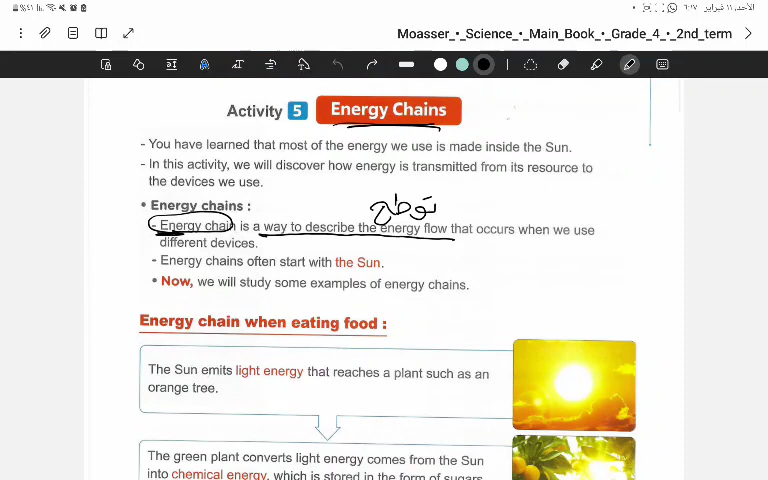 الأحد، ١١ فبراير ٦:١٧
٪٤١
Moasser_•_Science_•_Main_Book_•_Grade_4_•_2nd_term
Activity 5 Energy Chains
- You have learned that most of the energy we use is made inside the Sun.
- In this activity, we will discover how energy is transmitted from its resource to
the devices we use.
• Energy chains :
توضح
- Energy chain is a way to describe the energy flow that occurs when we use
different devices.
- Energy chains often start with the Sun.
• Now, we will study some examples of energy chains.
Energy chain when eating food :
The Sun emits light energy that reaches a plant such as an
orange tree.
The green plant converts light energy comes from the Sun
into chemical energy, which is stored in the form of sugars